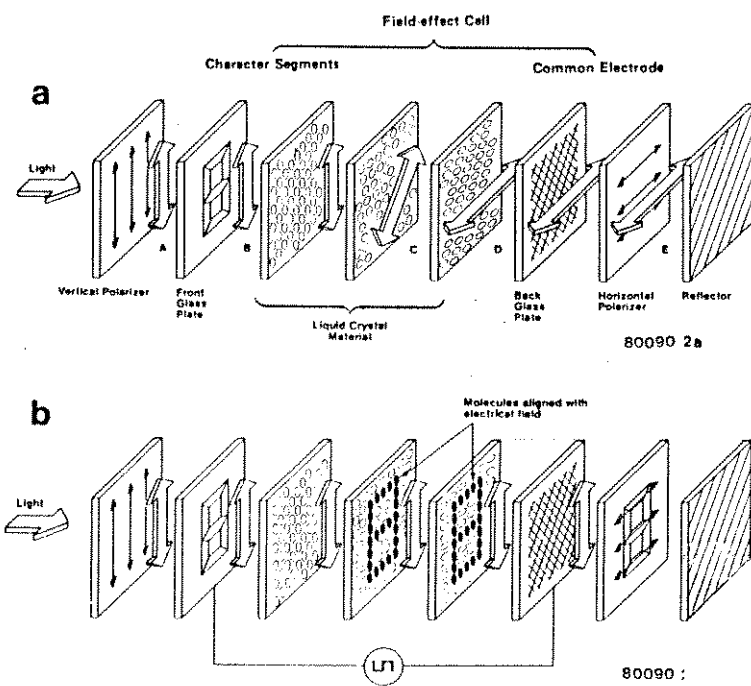 Field-effect Cell
Character Segments
Common Electrode
a
Light
A
B
C
D
E
Vertical Polarizer
Front
Glass
Plate
Liquid Crystal
Material
Back
Glass
Plate
Horizontal
Polarizer
Reflector
80090 2a
b
Molecules aligned with
electrical field
Light
80090